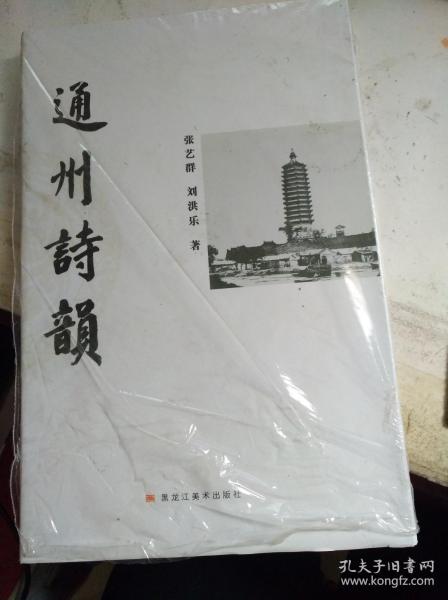 通州詩韻
张艺群 刘洪乐 著
黑龙江美术出版社
孔夫子旧书网
www.kongfz.com